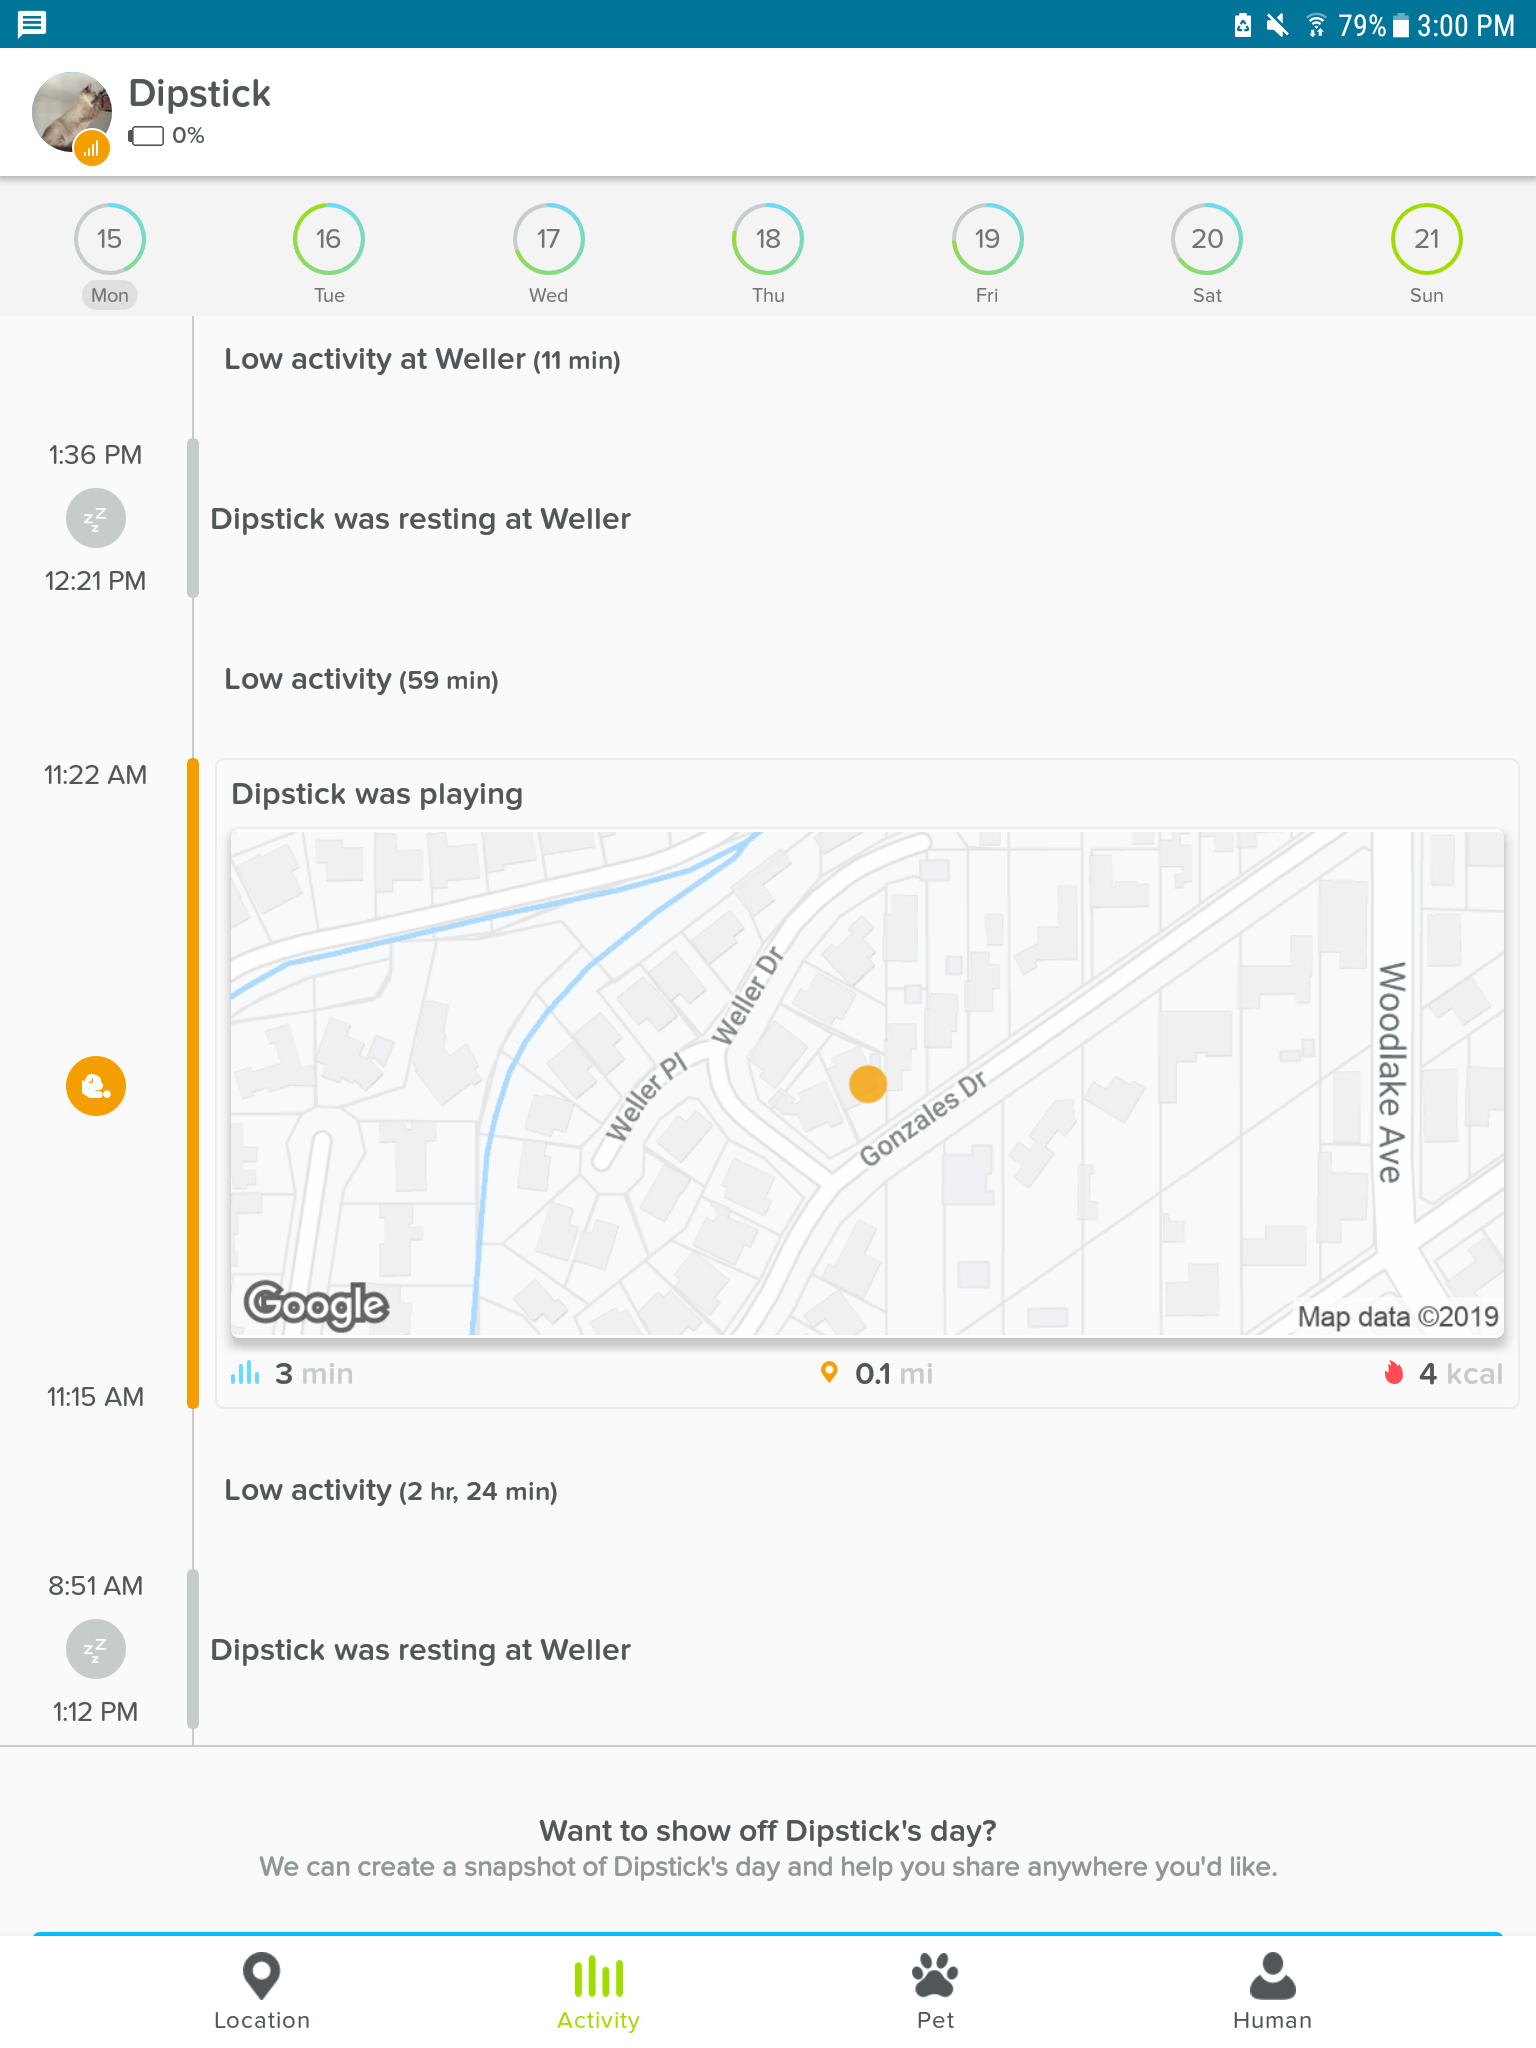 79% 3:00 PM
Dipstick
0%
15 16 17 18 19 20 21
Mon Tue Wed Thu Fri Sat Sun
Low activity at Weller (11 min)
1:36 PM
zZz
Dipstick was resting at Weller
12:21 PM
Low activity (59 min)
11:22 AM
Dipstick was playing
Weller Dr
Weller Pl
Gonzales Dr
Woodlake Ave
Google
Map data ©2019
3 min 0.1 mi 4 kcal
11:15 AM
Low activity (2 hr, 24 min)
8:51 AM
zZz
Dipstick was resting at Weller
1:12 PM
Want to show off Dipstick's day?
We can create a snapshot of Dipstick's day and help you share anywhere you'd like.
Location Activity Pet Human